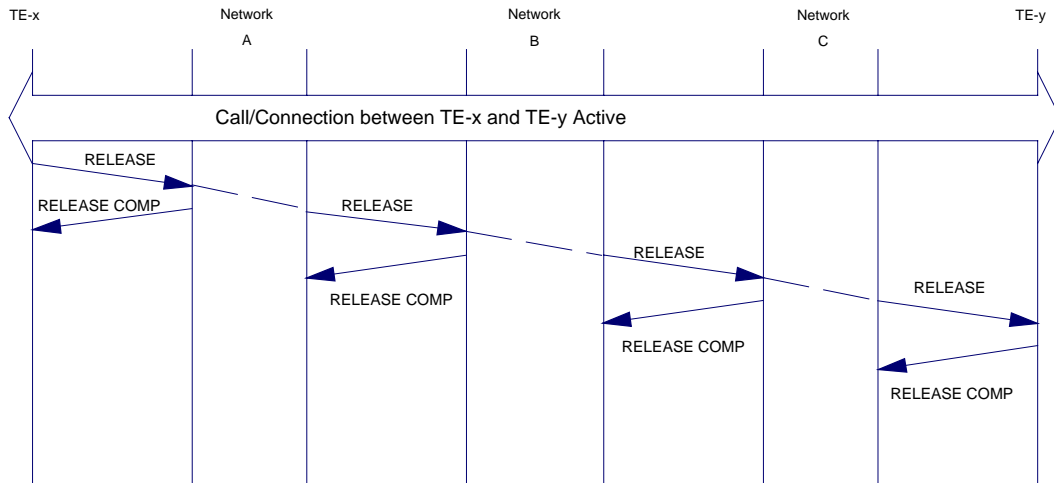 TE-x
Network
A
Network
B
Network
C
TE-y
Call/Connection between TE-x and TE-y Active
RELEASE
RELEASE COMP
RELEASE
RELEASE COMP
RELEASE
RELEASE COMP
RELEASE
RELEASE COMP